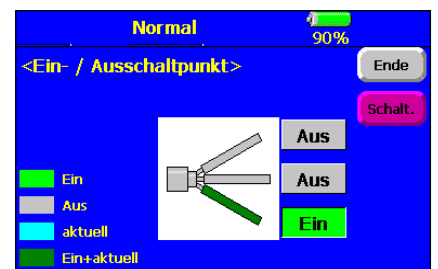 Normal
90%
<Ein- / Ausschaltpunkt>
Ende
Schalt.
Aus
Aus
Ein
Ein
Aus
aktuell
Ein+aktuell